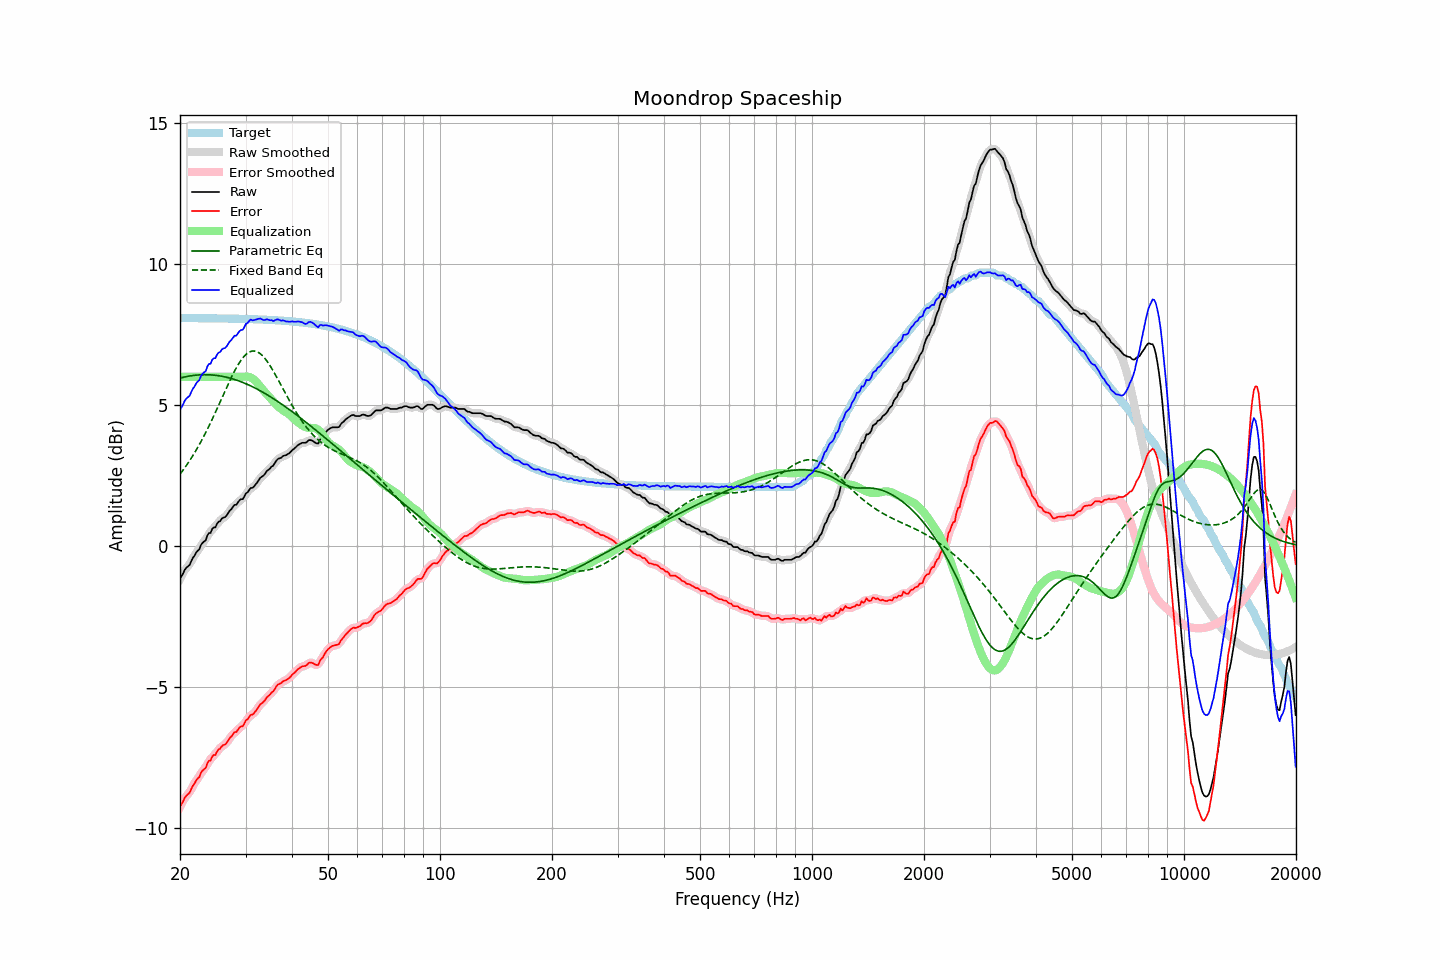 Moondrop Spaceship
Target
Raw Smoothed
Error Smoothed
Raw
Error
Equalization
Parametric Eq
Fixed Band Eq
Equalized
15
10
5
0
−5
−10
Amplitude (dBr)
20
50
100
200
500
1000
2000
5000
10000
20000
Frequency (Hz)